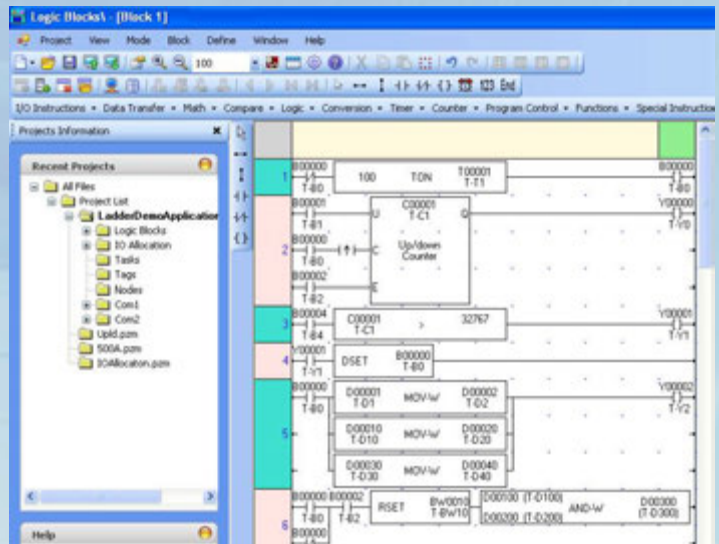 Logic Blocks\ - [Block 1]
Project View Mode Block Define Window Help
100
123 End
I/O Instructions Data Transfer Math Compare Logic Conversion Timer Counter Program Control Functions Special Instruction
Projects Information
Recent Projects
All Files
Project List
LadderDemoApplication
Logic Blocks
IO Allocation
Tasks
Tags
Nodes
Com1
Com2
Upld.pzm
500A.pzm
IOAllocaton.pzm
Help
1
B00000
T-B0
100 TON T00001
T-T1
B00000
T-B0
2
B00001
T-B1
B00000
T-B0
B00002
T-B2
C00001
T-C1
U Q
C Up/down
Counter
E
Y00000
T-Y0
3
B00004
T-B4
C00001
T-C1
> 32767
Y00001
T-Y1
4
Y00001
T-Y1
DSET B00000
T-B0
5
B00000
T-B0
D00001 MOV-W D00002
T-D1 T-D2
D00010 MOV-W D00020
T-D10 T-D20
D00030 MOV-W D00040
T-D30 T-D40
Y00002
T-Y2
6
B00000 B00002
T-B0 T-B2
RSET BW0010
T-BW10
D00100 (T-D100)
D00200 (T-D200)
AND-W
D00300
(T-D300)
B00000